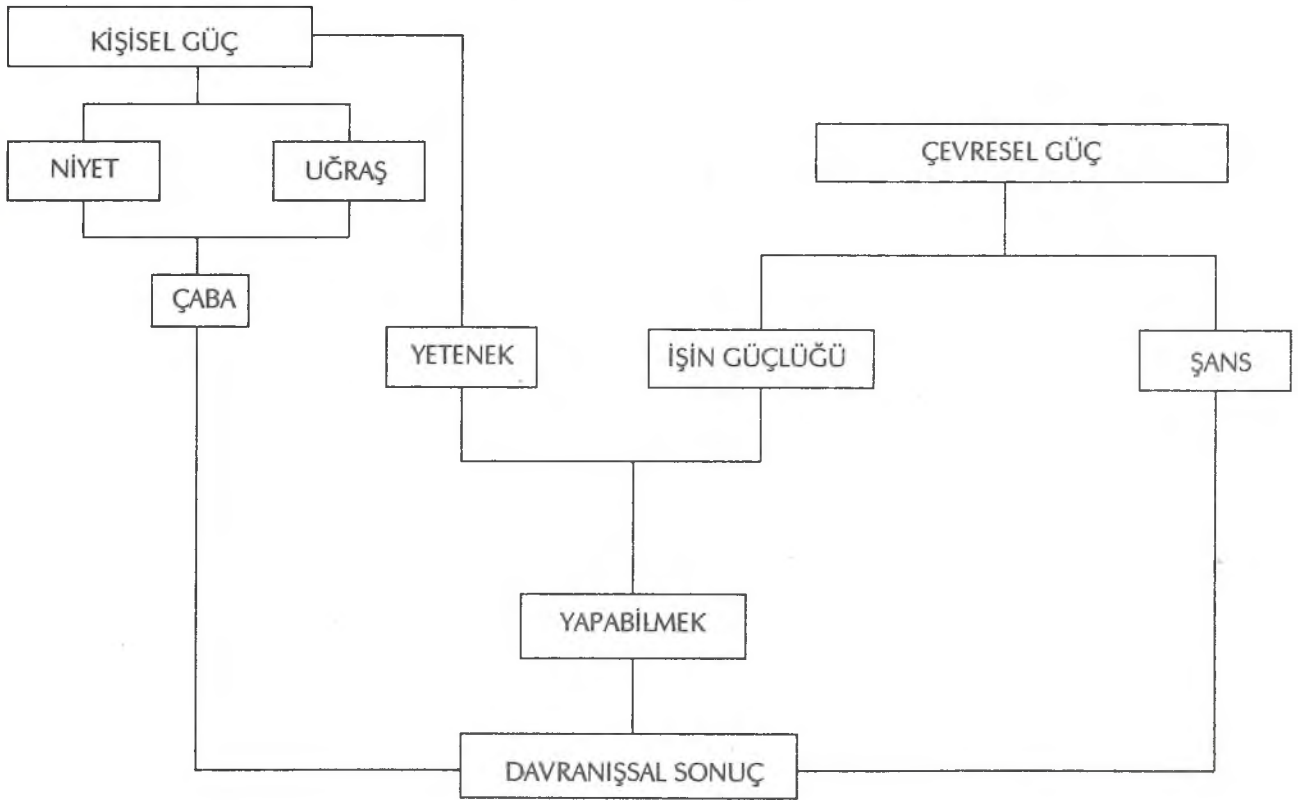 KİŞİSEL GÜÇ
NİYET
UĞRAŞ
ÇEVRESEL GÜÇ
ÇABA
YETENEK
İŞİN GÜÇLÜĞÜ
ŞANS
YAPABİLMEK
DAVRANIŞSAL SONUÇ